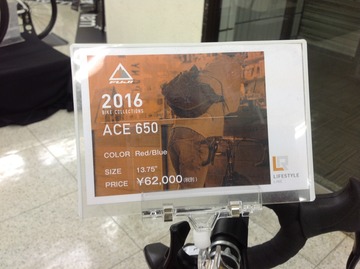 2016
BIKE COLLECTIONS
ACE 650
COLOR Red/Blue
SIZE 13.75"
PRICE ¥62,000
LIFESTYLE